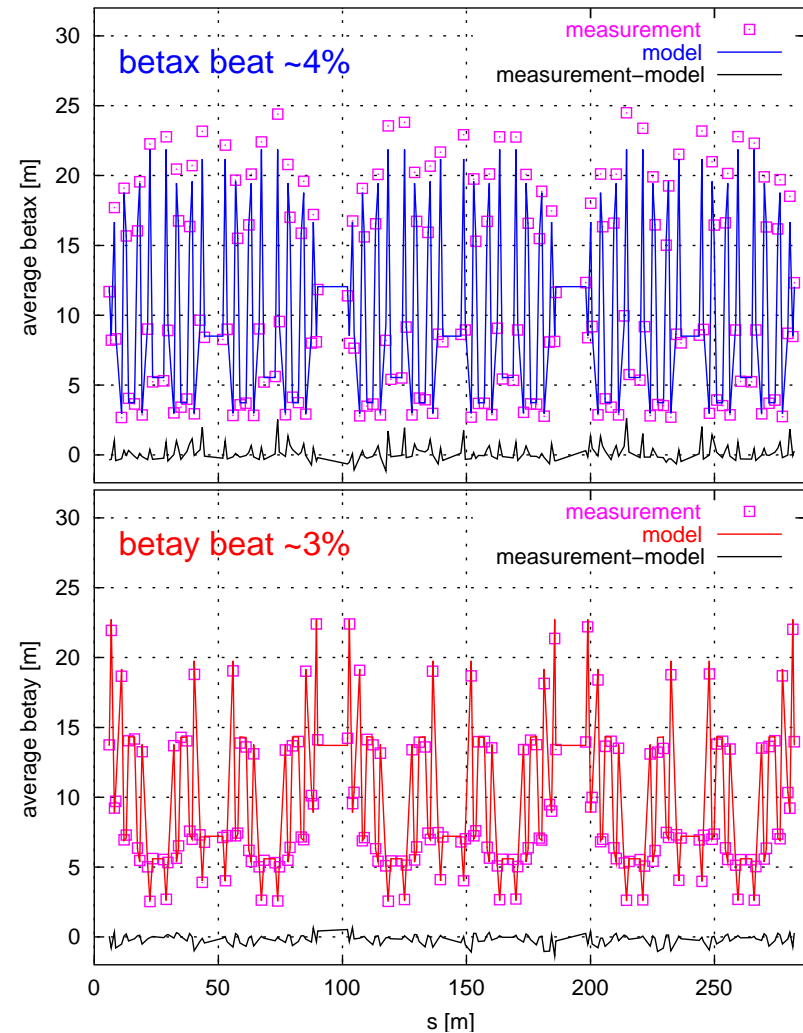 30
25
20
15
10
5
0
average betax [m]
betax beat ~4%
measurement
model
measurement−model
30
25
20
15
10
5
0
average betay [m]
betay beat ~3%
measurement
model
measurement−model
0 50 100 150 200 250
s [m]